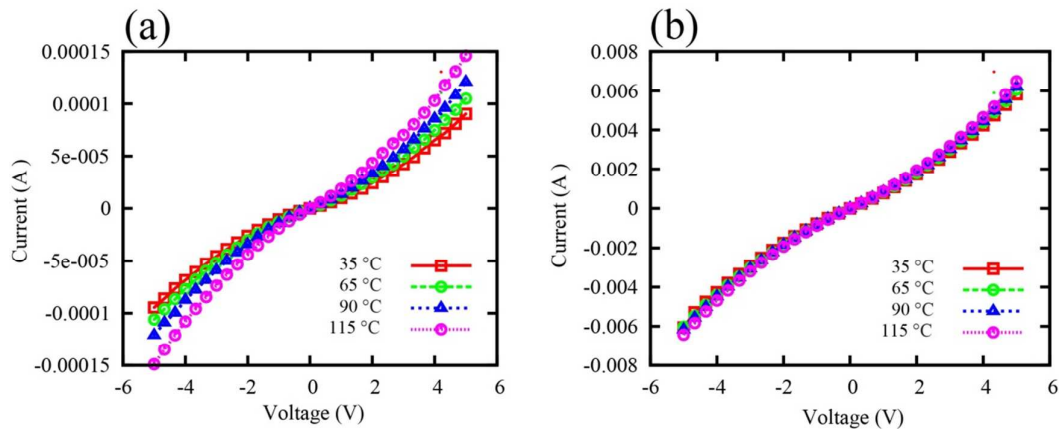 (a)
0.00015
0.0001
5e-005
0
-5e-005
-0.0001
-0.00015
Current (A)
-6 -4 -2 0 2 4 6
Voltage (V)
35 °C
65 °C
90 °C
115 °C
(b)
0.008
0.006
0.004
0.002
0
-0.002
-0.004
-0.006
-0.008
Current (A )
-6 -4 -2 0 2 4 6
Voltage (V)
35 °C
65 °C
90 °C
115 °C